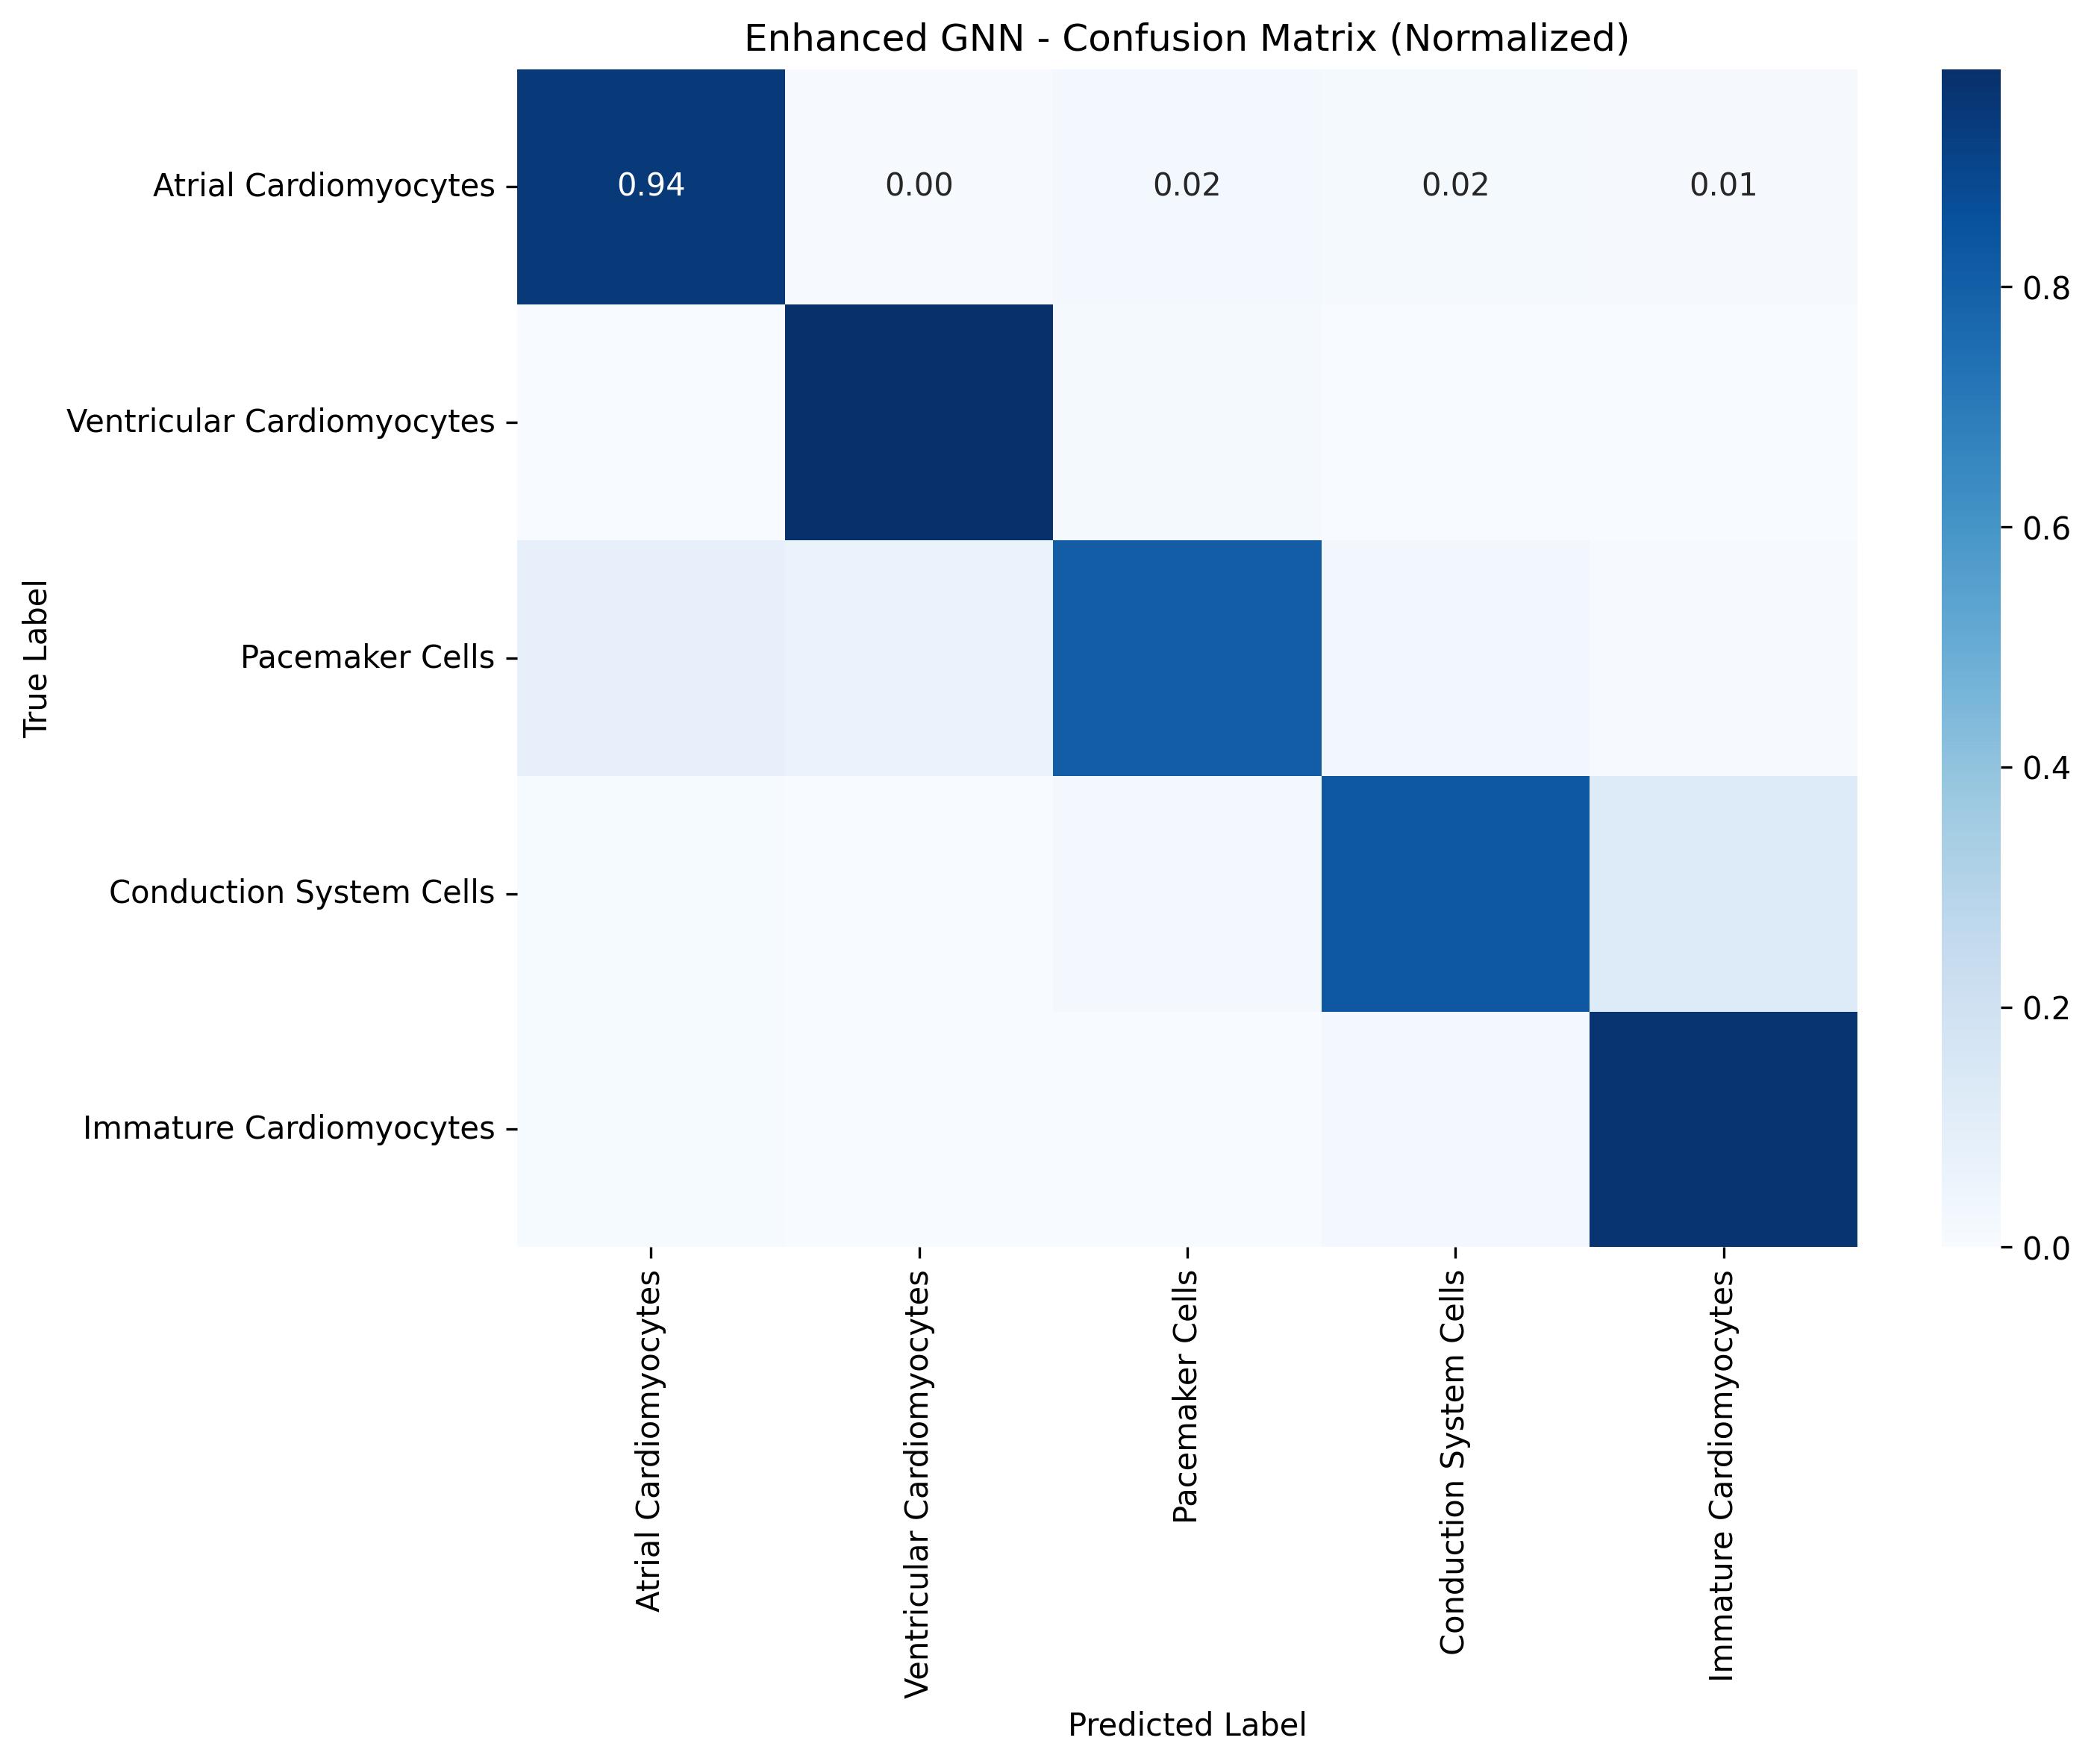 Enhanced GNN - Confusion Matrix (Normalized)
True Label
Atrial Cardiomyocytes
0.94 0.00 0.02 0.02 0.01
Ventricular Cardiomyocytes
Pacemaker Cells
Conduction System Cells
Immature Cardiomyocytes
0.8
0.6
0.4
0.2
0.0
Atrial Cardiomyocytes
Ventricular Cardiomyocytes
Pacemaker Cells
Conduction System Cells
Immature Cardiomyocytes
Predicted Label